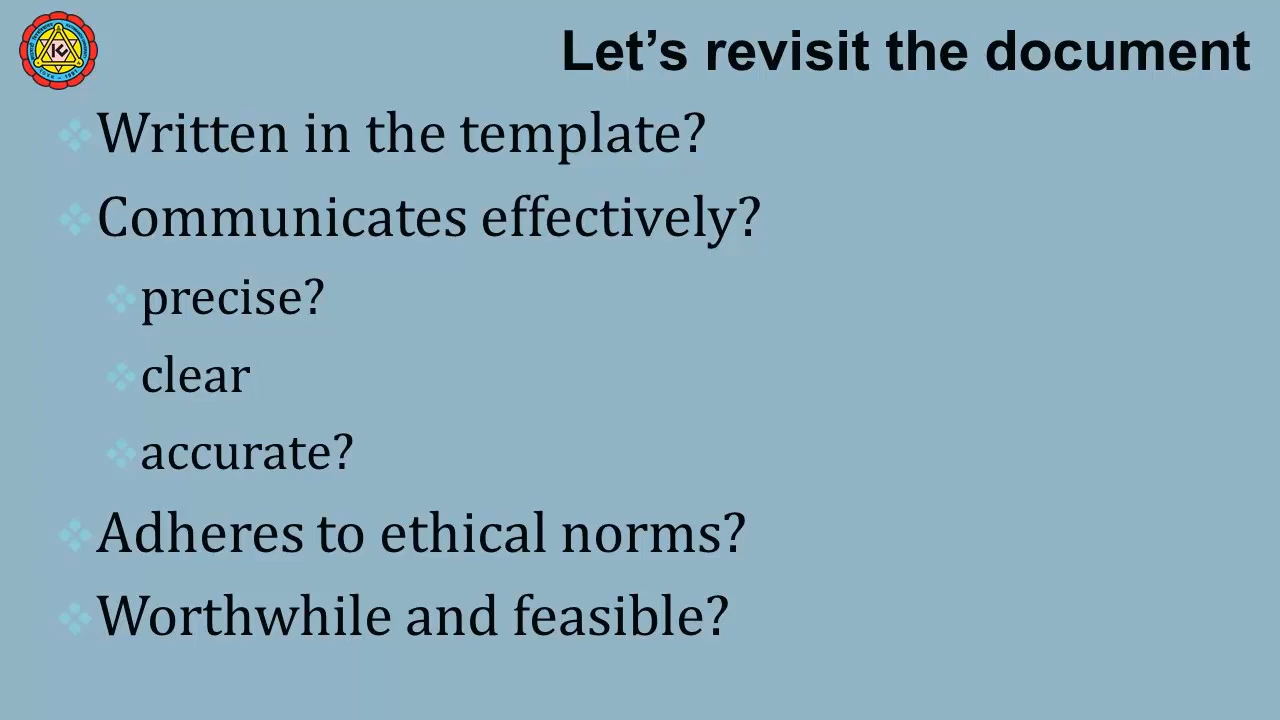 Let’s revisit the document
Written in the template?
Communicates effectively?
precise?
clear
accurate?
Adheres to ethical norms?
Worthwhile and feasible?